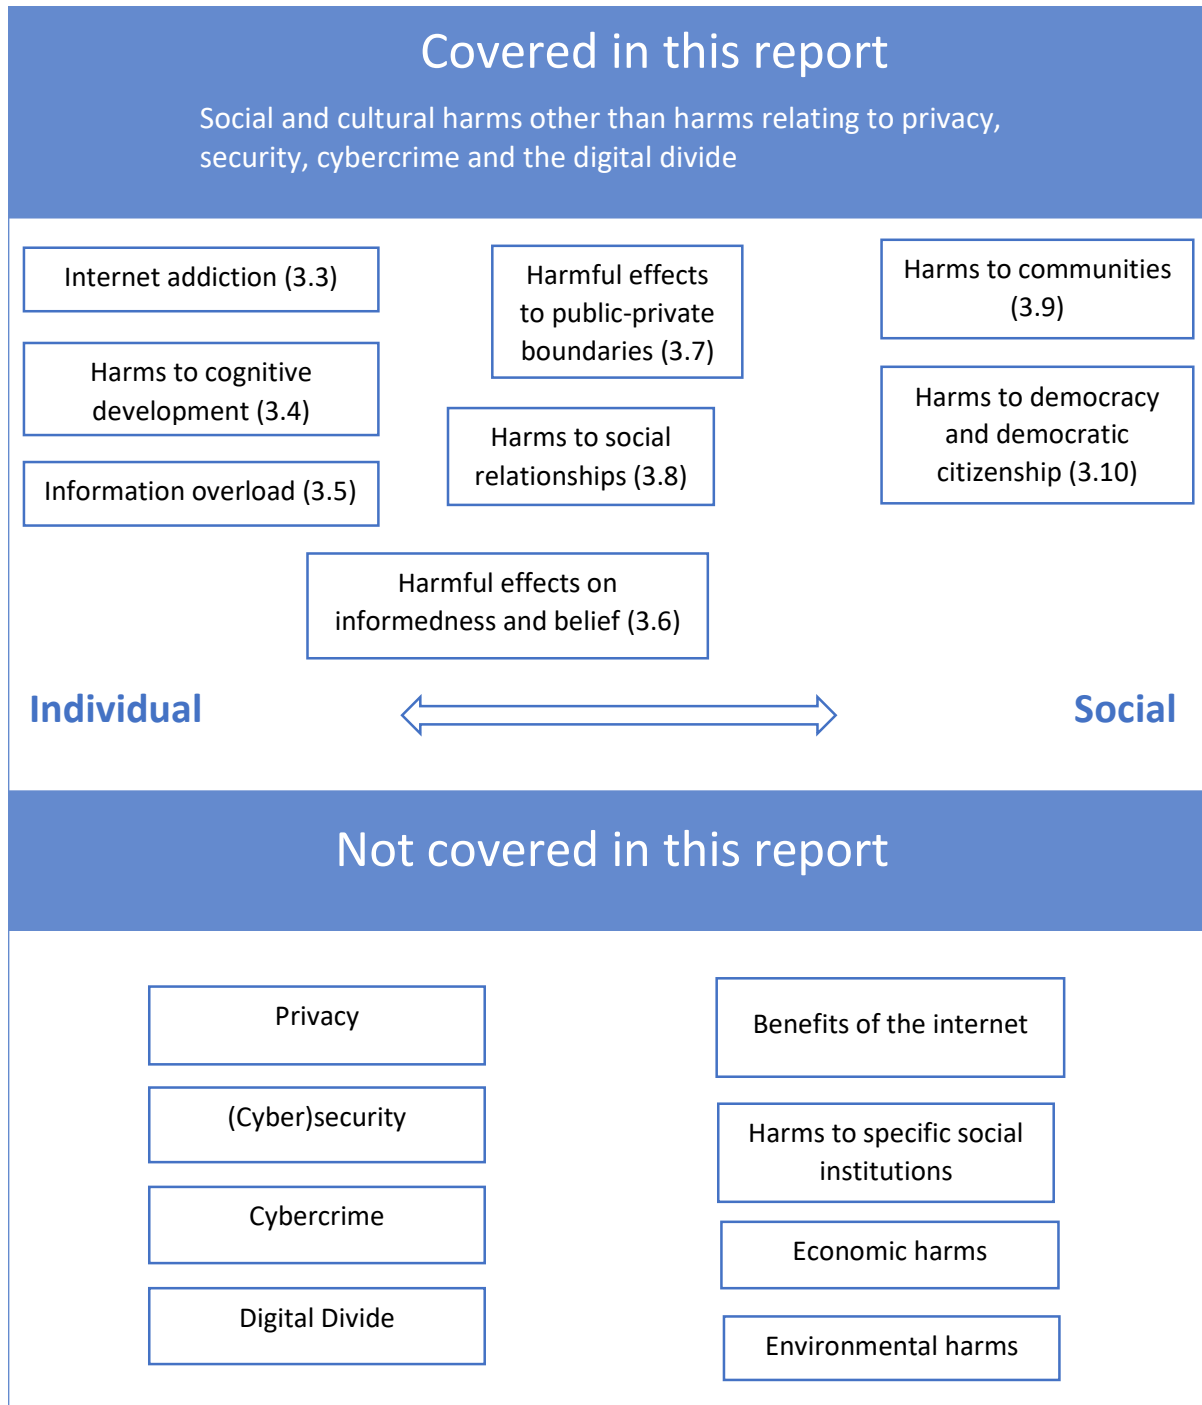 Covered in this report
Social and cultural harms other than harms relating to privacy,
security, cybercrime and the digital divide
Internet addiction (3.3)
Harms to cognitive
development (3.4)
Information overload (3.5)
Harmful effects
to public-private
boundaries (3.7)
Harms to social
relationships (3.8)
Harms to communities
(3.9)
Harms to democracy
and democratic
citizenship (3.10)
Harmful effects on
informedness and belief (3.6)
Individual
Social
Not covered in this report
Privacy
(Cyber)security
Cybercrime
Digital Divide
Benefits of the internet
Harms to specific social
institutions
Economic harms
Environmental harms